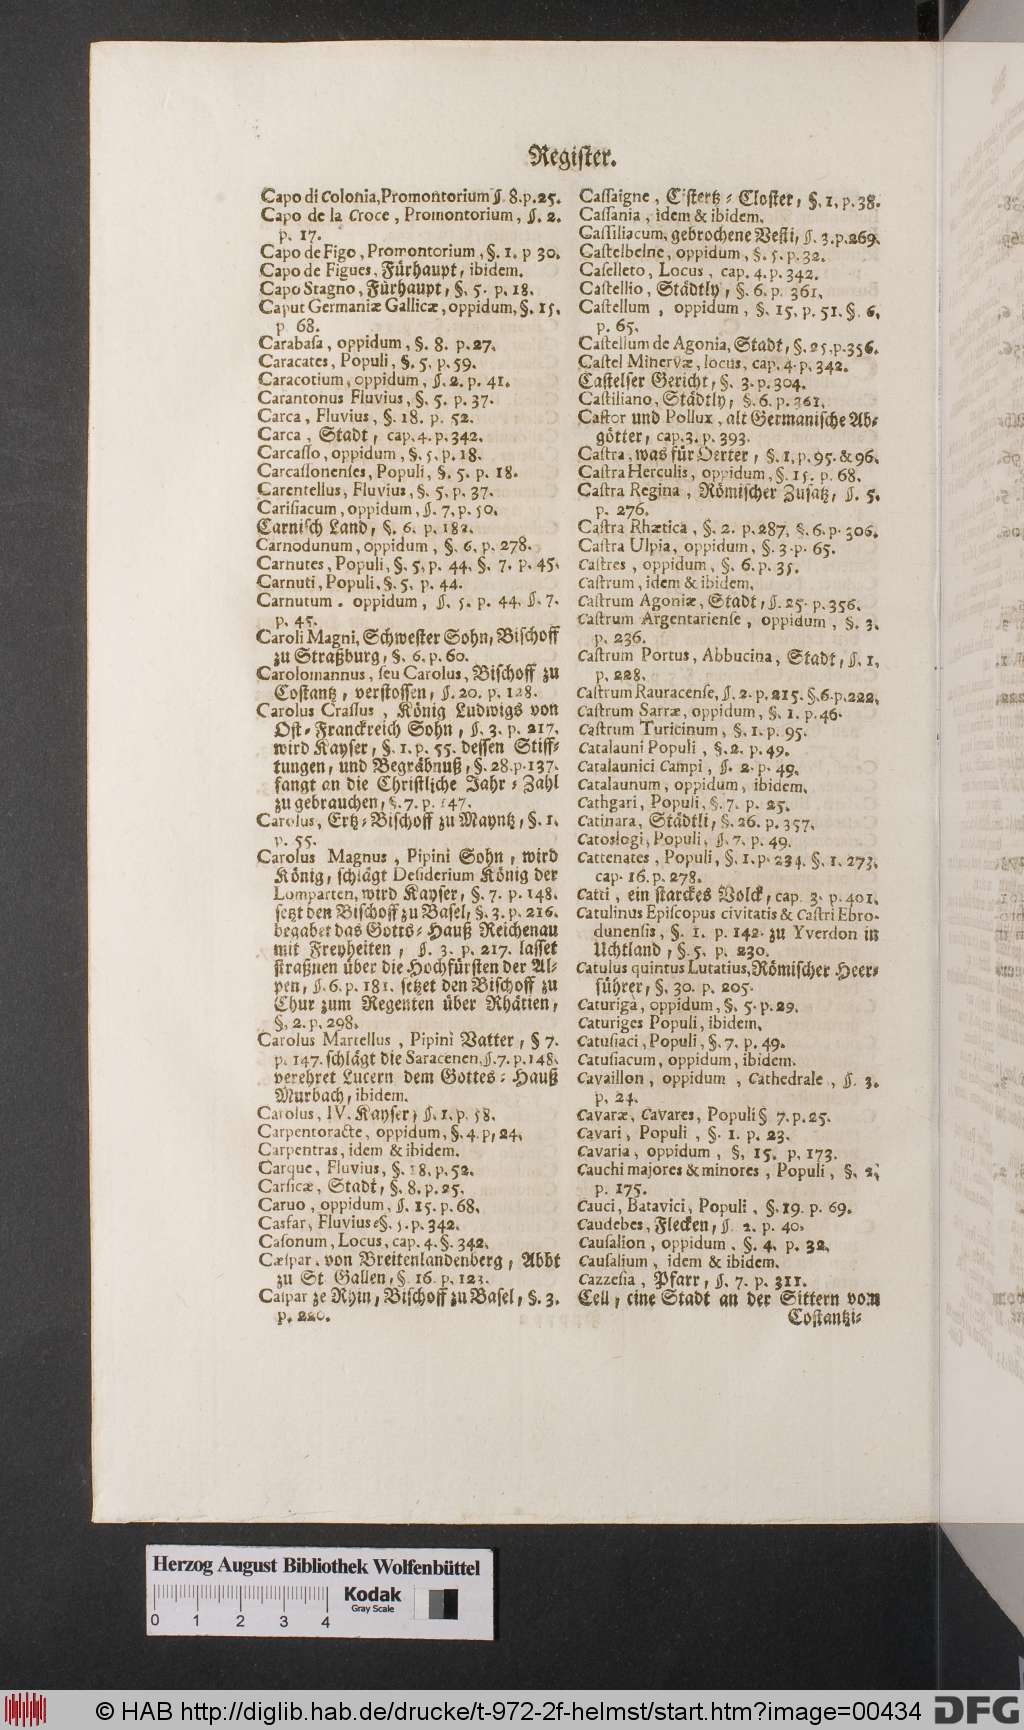 Register.
Capo di Colonia, Promontorium ſ. 8. p. 25.
Capo de la Croce, Promontorium, ſ. 2.
p. 17.
Capo de Figo, Promontorium, §. 1. p 30.
Capo de Figues, Fürhaupt, ibidem.
Capo Stagno, Fürhaupt, §. 5. p. 18.
Caput Germaniæ Gallicæ, oppidum, §. 15.
p 68.
Carabaſa, oppidum, §. 8. p. 27.
Caracates, Populi, §. 5. p. 59.
Caracotium, oppidum, ſ. 2. p. 41.
Carantonus Fluvius, §. 5. p. 37.
Carca, Fluvius, §. 18. p. 52.
Carca, Stadt, cap. 4. p. 342.
Carcaſſo, oppidum, §. 5. p. 18.
Carcaſſonenſes, Populi, §. 5. p. 18.
Carentellus, Fluvius, §. 5. p. 37.
Cariſiacum, oppidum, ſ. 7. p. 50.
Carniſch Land, §. 6. p. 182.
Carnodunum, oppidum, §. 6. p. 278.
Carnutes, Populi, §. 5. p. 44. §. 7. p. 45.
Carnuti, Populi, §. 5. p. 44.
Carnutum. oppidum, ſ. 5. p. 44. ſ. 7.
p. 45.
Caroli Magni, Schweſter Sohn, Biſchoff
zu Straßburg, §. 6. p. 60.
Carolomannus, ſeu Carolus, Biſchoff zu
Coſtantz, verſtoſſen, ſ. 20. p. 128.
Carolus Craſſus, König Ludwigs von
Oſt-Franckreich Sohn, ſ. 3. p. 217.
wird Kayſer, §. 1. p. 55. deſſen Stiff-
tungen, und Begräbnuß, §. 28. p. 137.
fangt an die Chriſtliche Jahr-Zahl
zu gebrauchen, §. 7. p. 147.
Carolus, Ertz-Biſchoff zu Mayntz, §. 1.
p. 55.
Carolus Magnus, Pipini Sohn, wird
König, ſchlägt Deſiderium König der
Lomparten, wird Kayſer, §. 7. p. 148.
ſetzt den Biſchoff zu Baſel, §. 3. p. 216.
begabet das Gotts-Hauß Reichenau
mit Freyheiten, ſ. 3. p. 217. laſſet
ſtraſſnen über die Hochfürſten der Al-
pen, ſ. 6. p. 181. ſetzet den Biſchoff zu
Chur zum Regenten über Rhätien,
§. 2. p. 298.
Carolus Martellus, Pipini Vatter, § 7.
p. 147. ſchlägt die Saracenen, ſ. 7. p. 148.
verehret Lucern dem Gottes-Hauß
Murbach, ibidem.
Carolus, IV. Kayſer, ſ. 1. p. 58.
Carpentoracte, oppidum, §. 4. p, 24.
Carpentras, idem & ibidem.
Carque, Fluvius, §. 18. p. 52.
Carſicæ, Stadt, §. 8. p. 25.
Caruo, oppidum, ſ. 15. p. 68.
Casfar, Fluvius, §. 5. p. 342.
Caſonum, Locus, cap. 4. §. 342.
Cæſpar, von Breitenlandenberg, Abbt
zu St Gallen, §. 16. p. 123.
Caſpar ze Rhin, Biſchoff zu Baſel, §. 3.
p. 220.
Caſſaigne, Ciſtertz-Cloſter, §. 1. p. 38.
Caſſania, idem & ibidem.
Caſſiliacum, gebrochene Veſti, ſ. 3. p. 269.
Caſtelbelne, oppidum, §. 5. p. 32.
Caſelleto, Locus, cap. 4. p. 342.
Caſtellio, Städtly, §. 6. p. 361.
Caſtellum, oppidum, §. 15. p. 51. §. 6.
p. 65.
Caſtellum de Agonia, Stadt, §. 25. p. 356.
Caſtel Minervæ, locus, cap. 4. p. 342.
Caſtelſer Gericht, §. 3. p. 304.
Caſtiliano, Städtly, §. 6. p. 361.
Caſtor und Pollux, alt Germaniſche Ab-
götter, cap. 3. p. 393.
Caſtra, was für Oerter, §. 1. p. 95. & 96.
Caſtra Herculis, oppidum, §. 15. p. 68.
Caſtra Regina, Römiſcher Zuſatz, ſ. 5.
p. 276.
Caſtra Rhætica, §. 2. p. 287. §. 6. p. 306.
Caſtra Ulpia, oppidum, §. 3. p. 65.
Caſtres, oppidum, §. 6. p. 35.
Caſtrum, idem & ibidem.
Caſtrum Agoniæ, Stadt, ſ. 25. p. 356.
Caſtrum Argentarienſe, oppidum, §. 3.
p. 236.
Caſtrum Portus, Abbucina, Stadt, ſ. 1.
p. 228.
Caſtrum Rauracenſe, ſ. 2. p. 215. §. 6. p. 222.
Caſtrum Sarræ, oppidum, §. 1. p. 46.
Caſtrum Turicinum, §. 1. p. 95.
Catalauni Populi, §. 2. p. 49.
Catalaunici Campi, ſ. 2. p. 49.
Catalaunum, oppidum, ibidem.
Cathgari, Populi, §. 7. p. 25.
Catinara, Städtli, §. 26. p. 357.
Catoslogi, Populi, ſ. 7. p. 49.
Cattenates, Populi, §. 1. p. 234. §. 1. 273.
cap. 16. p. 278.
Catti, ein ſtarckes Volck, cap. 3. p. 401.
Catulinus Epiſcopus civitatis & Caſtri Ebro-
dunenſis, §. 1. p. 142. zu Yverdon in
Uchtland, §. 5. p. 230.
Catulus quintus Lutatius, Römiſcher Heer-
führer, §. 30. p. 205.
Caturiga, oppidum, §. 5. p. 29.
Caturiges Populi, ibidem.
Catuſiaci, Populi, §. 7. p. 49.
Catuſiacum, oppidum, ibidem.
Cavaillon, oppidum, Cathedrale, ſ. 3.
p. 24.
Cavaræ, Cavares, Populi § 7. p. 25.
Cavari, Populi, §. 1. p. 23.
Cavaria, oppidum, §. 15. p. 173.
Cauchi majores & minores, Populi, §. 2.
p. 175.
Cauci, Batavici, Populi, §. 19. p. 69.
Caudebes, Flecken, ſ. 2. p. 40.
Cauſalion, oppidum, §. 4. p. 32.
Cauſalium, idem & ibidem.
Cazzeſia, Pfarr, ſ. 7. p. 311.
Cell, eine Stadt an der Sittern vom
Coſtantzi-
Herzog August Bibliothek Wolfenbüttel
0 1 2 3 4
Kodak
Gray Scale
© HAB http://diglib.hab.de/drucke/t-972-2f-helmst/start.htm?image=00434
DFG